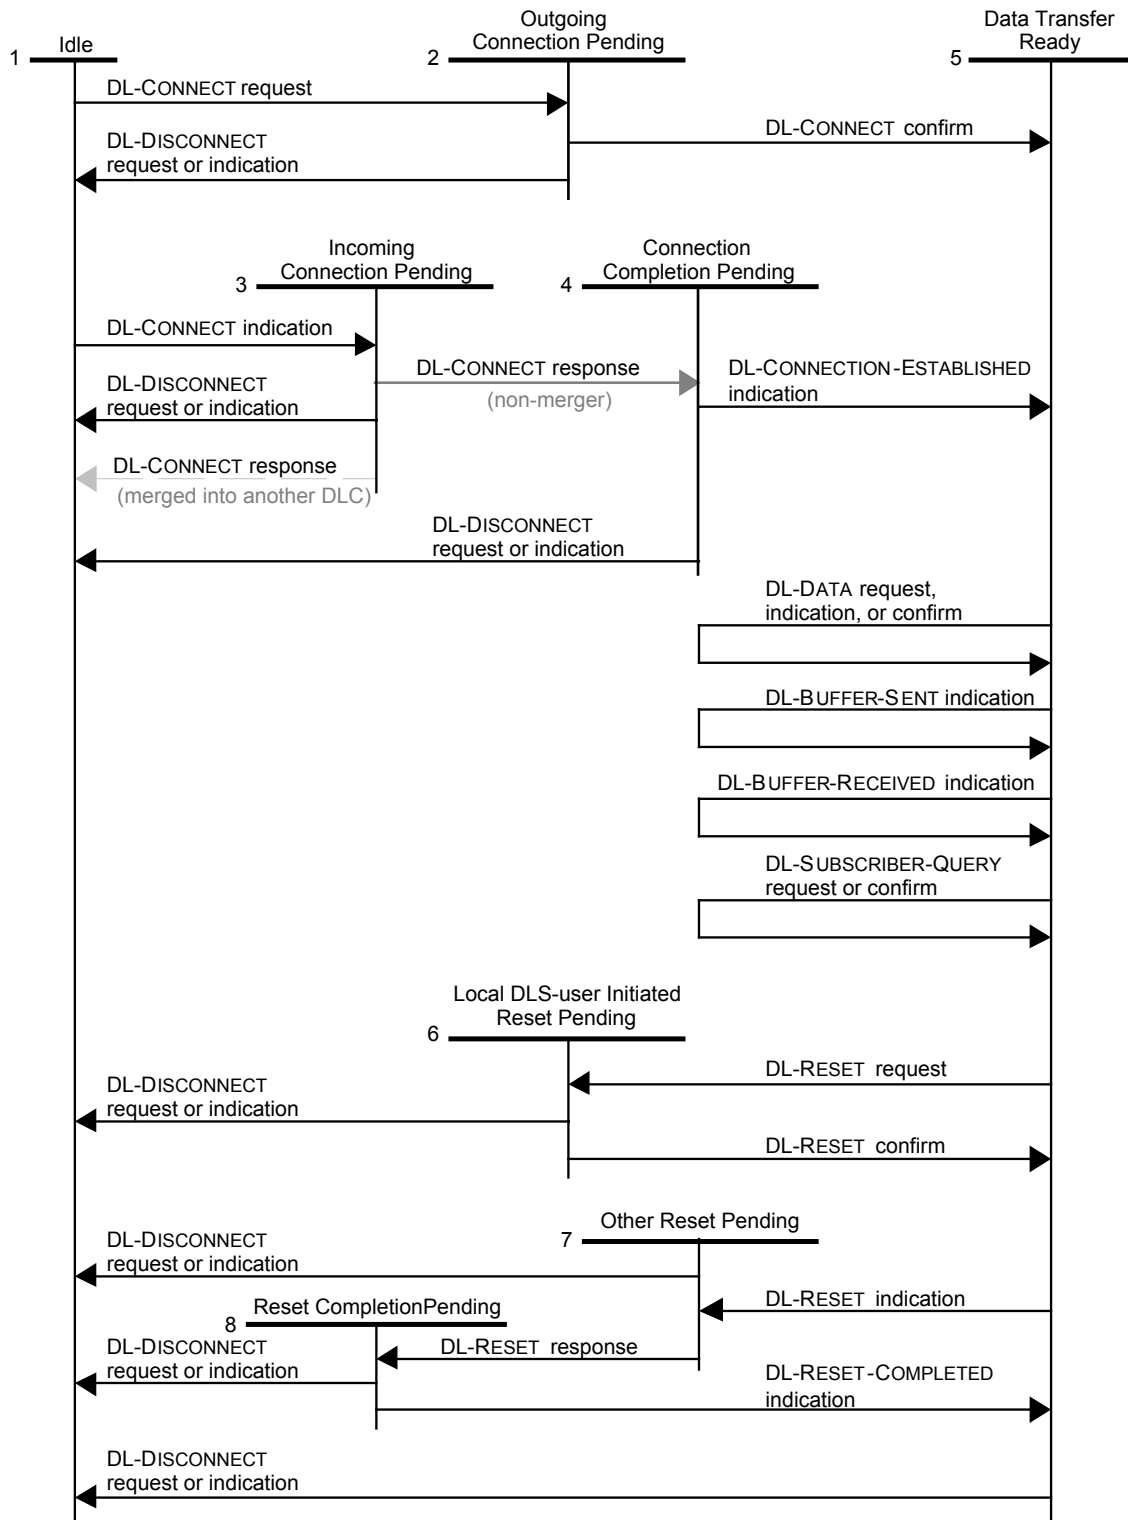 1 Idle
Outgoing
2 Connection Pending
Data Transfer
5 Ready
DL-CONNECT request
DL-CONNECT confirm
DL-DISCONNECT
request or indication
Incoming
3 Connection Pending
Connection
4 Completion Pending
DL-CONNECT indication
DL-CONNECT response
(non-merger)
DL-CONNECTION-ESTABLISHED
indication
DL-DISCONNECT
request or indication
DL-CONNECT response
(merged into another DLC)
DL-DISCONNECT
request or indication
DL-DATA request,
indication, or confirm
DL-BUFFER-SENT indication
DL-BUFFER-RECEIVED indication
DL-SUBSCRIBER-QUERY
request or confirm
Local DLS-user Initiated
6 Reset Pending
DL-RESET request
DL-DISCONNECT
request or indication
DL-RESET confirm
7 Other Reset Pending
DL-DISCONNECT
request or indication
DL-RESET indication
8 Reset CompletionPending
DL-RESET response
DL-DISCONNECT
request or indication
DL-RESET-COMPLETED
indication
DL-DISCONNECT
request or indication